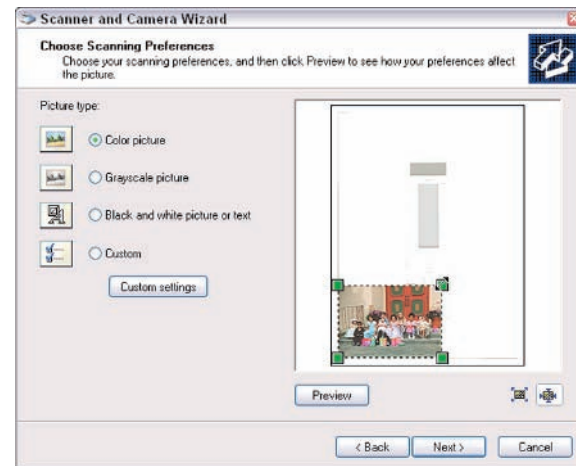 Scanner and Camera Wizard
Choose Scanning Preferences
Choose your scanning preferences, and then click Preview to see how your preferences affect
the picture.
Picture type:
Color picture
Grayscale picture
Black and white picture or text
Custom
Custom settings
Preview
< Back
Next >
Cancel